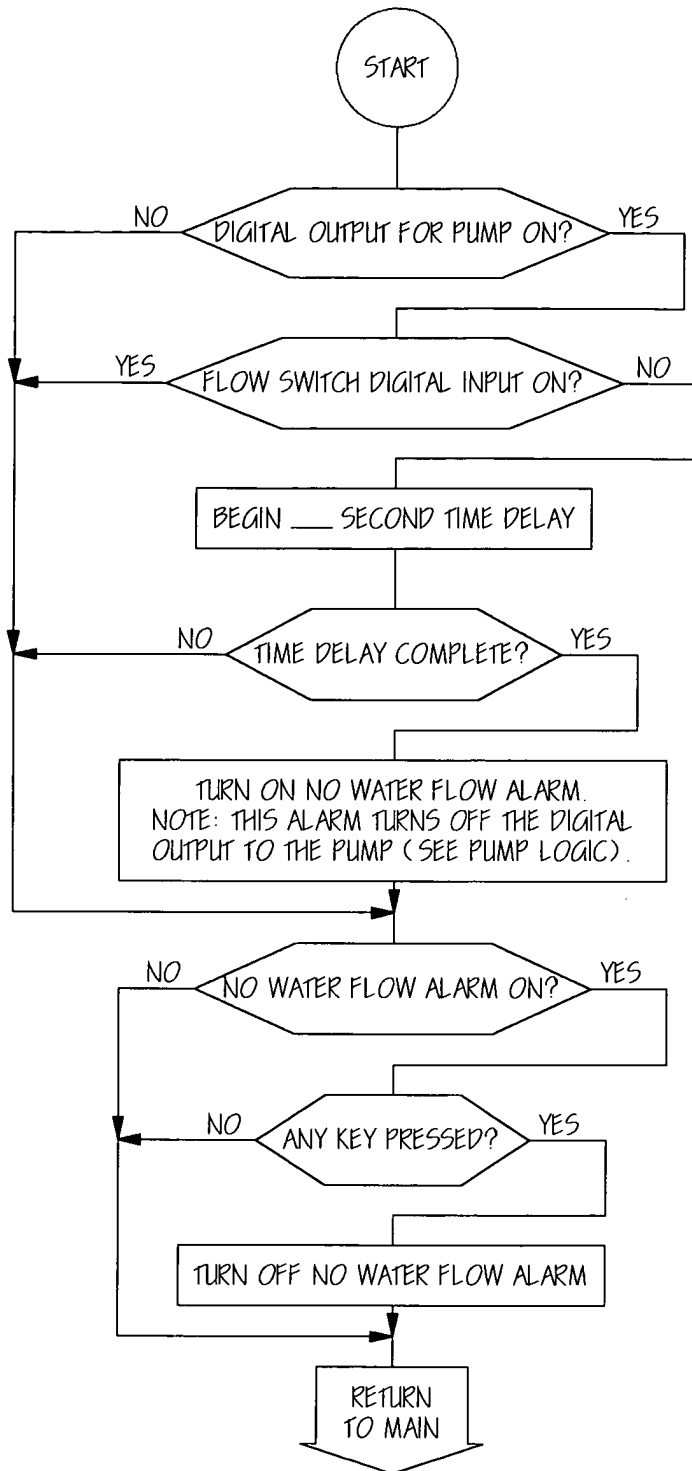 START
NO
DIGITAL OUTPUT FOR PUMP ON?
YES
YES
FLOW SWITCH DIGITAL INPUT ON?
NO
BEGIN ___ SECOND TIME DELAY
NO
TIME DELAY COMPLETE?
YES
TURN ON NO WATER FLOW ALARM.
NOTE: THIS ALARM TURNS OFF THE DIGITAL
OUTPUT TO THE PUMP (SEE PUMP LOGIC).
NO
NO WATER FLOW ALARM ON?
YES
NO
ANY KEY PRESSED?
YES
TURN OFF NO WATER FLOW ALARM
RETURN
TO MAIN